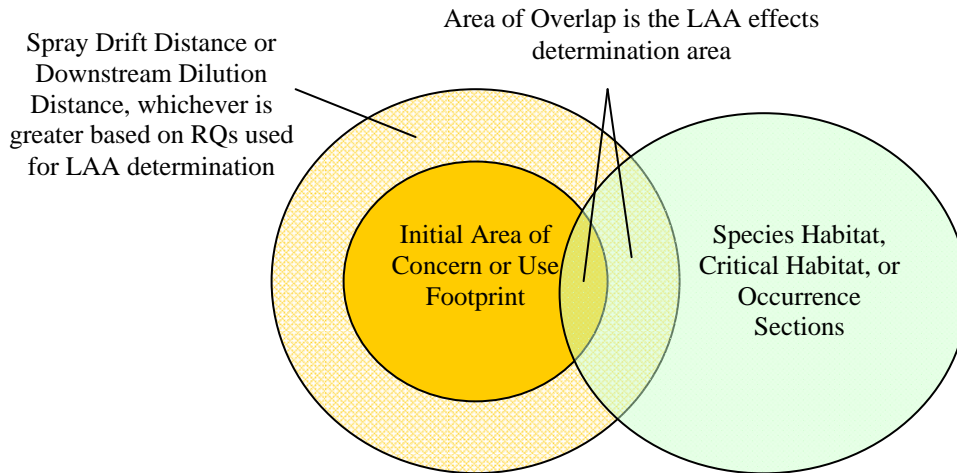 Area of Overlap is the LAA effects
determination area
Spray Drift Distance or
Downstream Dilution
Distance, whichever is
greater based on RQs used
for LAA determination
Initial Area of
Concern or Use
Footprint
Species Habitat,
Critical Habitat, or
Occurrence
Sections